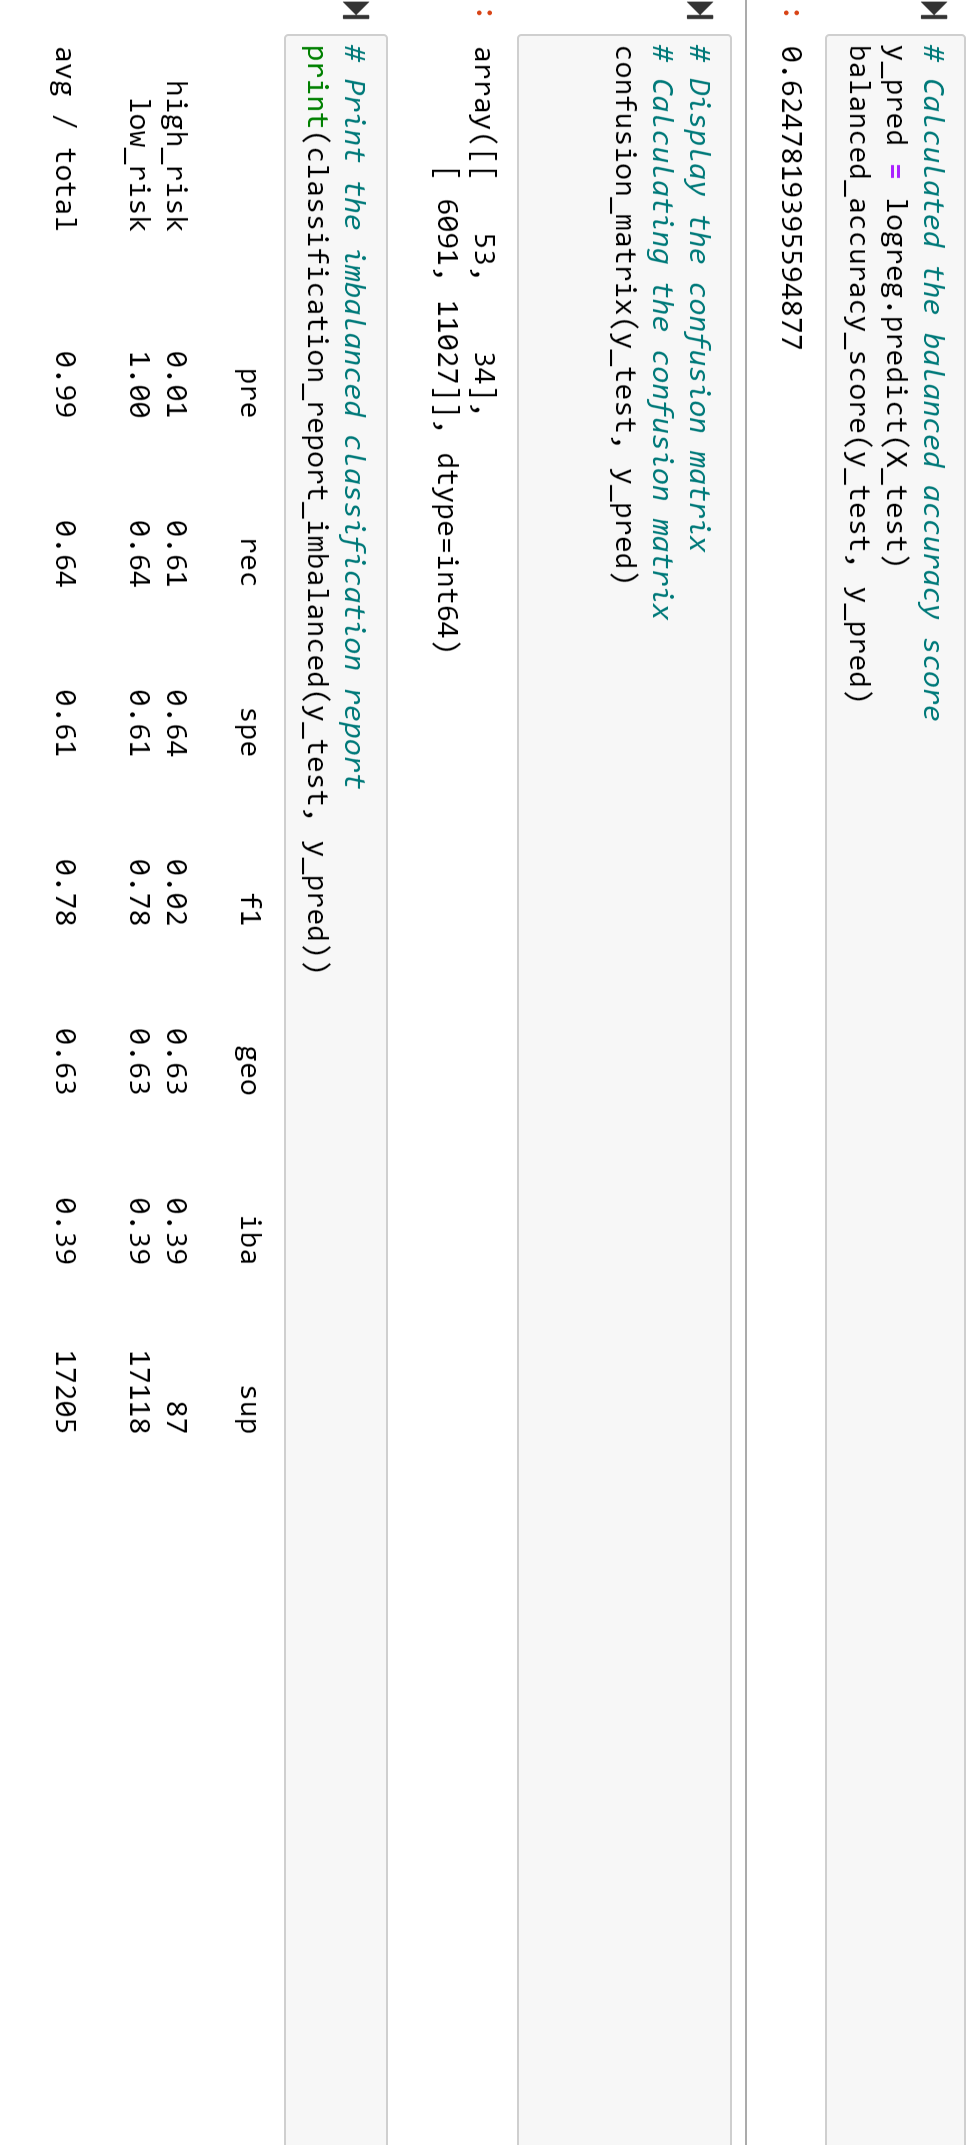 # Calculated the balanced accuracy score
y_pred = logreg.predict(X_test)
balanced_accuracy_score(y_test, y_pred)
: 0.6247819395594877
# Display the confusion matrix
# Calculating the confusion matrix
confusion_matrix(y_test, y_pred)
: array([[   53,    34],
       [ 6091, 11027]], dtype=int64)
# Print the imbalanced classification report
print(classification_report_imbalanced(y_test, y_pred))
pre rec spe f1 geo iba sup
high_risk 0.01 0.61 0.64 0.02 0.63 0.39 87
low_risk 1.00 0.64 0.61 0.78 0.63 0.39 17118
avg / total 0.99 0.64 0.61 0.78 0.63 0.39 17205